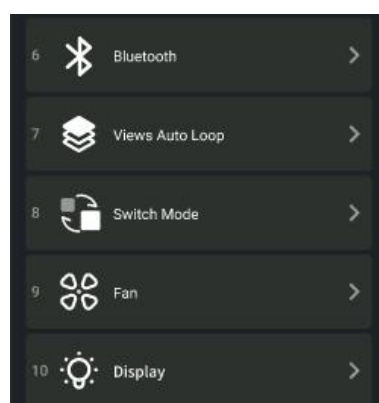 6 Bluetooth
7 Views Auto Loop
8 Switch Mode
9 Fan
10 Display